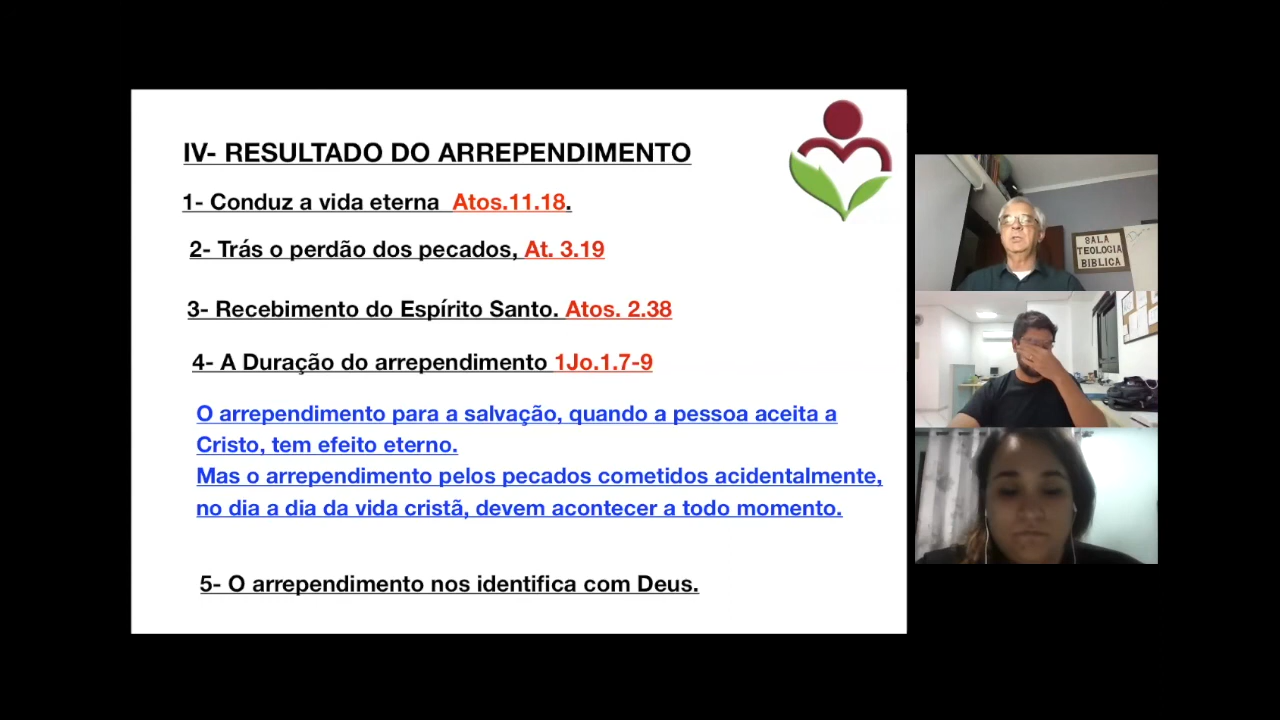 IV- RESULTADO DO ARREPENDIMENTO
1- Conduz a vida eterna Atos.11.18.
2- Trás o perdão dos pecados, At. 3.19
3- Recebimento do Espírito Santo. Atos. 2.38
4- A Duração do arrependimento 1Jo.1.7-9
O arrependimento para a salvação, quando a pessoa aceita a
Cristo, tem efeito eterno.
Mas o arrependimento pelos pecados cometidos acidentalmente,
no dia a dia da vida cristã, devem acontecer a todo momento.
5- O arrependimento nos identifica com Deus.
SALA
TEOLOGIA
BIBLICA